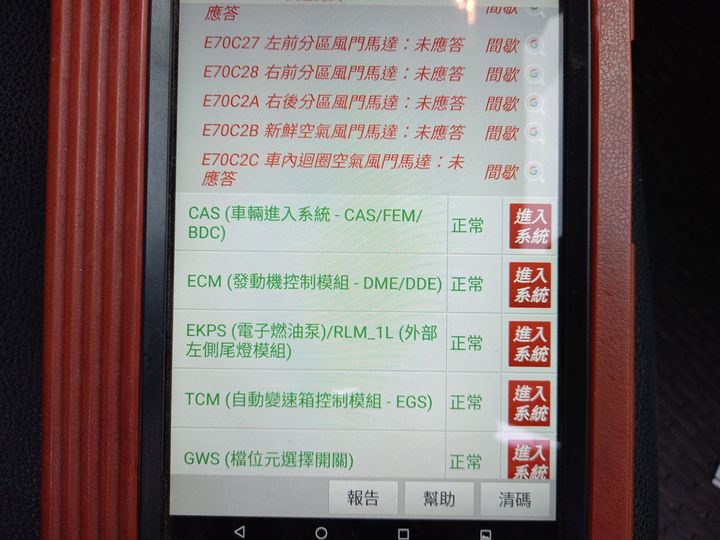 應答
間歇
E70C27 左前分區風門馬達：未應答 間歇
E70C28 右前分區風門馬達：未應答 間歇
E70C2A 右後分區風門馬達：未應答 間歇
E70C2B 新鮮空氣風門馬達：未應答 間歇
E70C2C 車內迴圈空氣風門馬達：未
應答
間歇
CAS (車輛進入系統 - CAS/FEM/
BDC)
正常
進入
系統
ECM (發動機控制模組 - DME/DDE)
正常
進入
系統
EKPS (電子燃油泵)/RLM_1L (外部
左側尾燈模組)
正常
進入
系統
TCM (自動變速箱控制模組 - EGS)
正常
進入
系統
GWS (檔位元選擇開關)
正常
進入
系統
報告 幫助 清碼